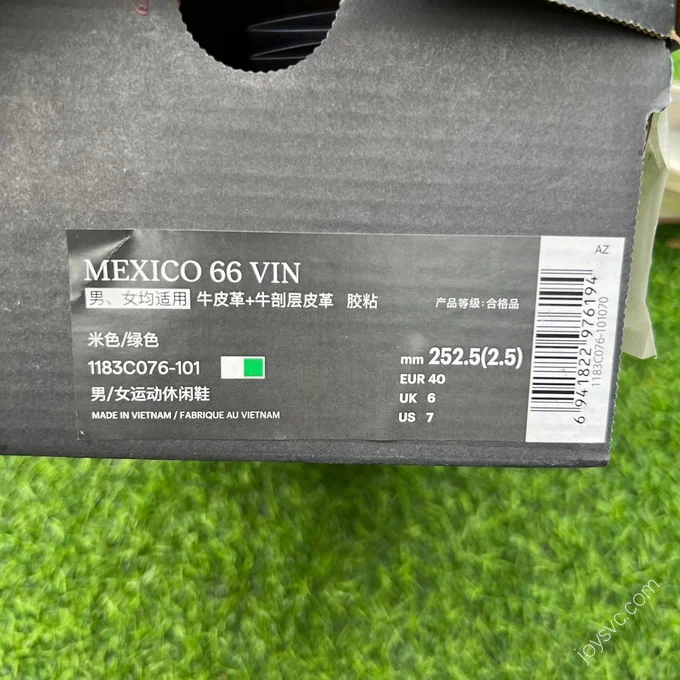 MEXICO 66 VIN
男、女均适用 牛皮革+牛剖层皮革 胶粘
产品等级:合格品
米色/绿色
1183C076-101
男/女运动休闲鞋
MADE IN VIETNAM / FABRIQUE AU VIETNAM
mm 252.5(2.5)
EUR 40
UK 6
US 7
AZ
6 941822 976194
1183C076-101070
joysvc.com